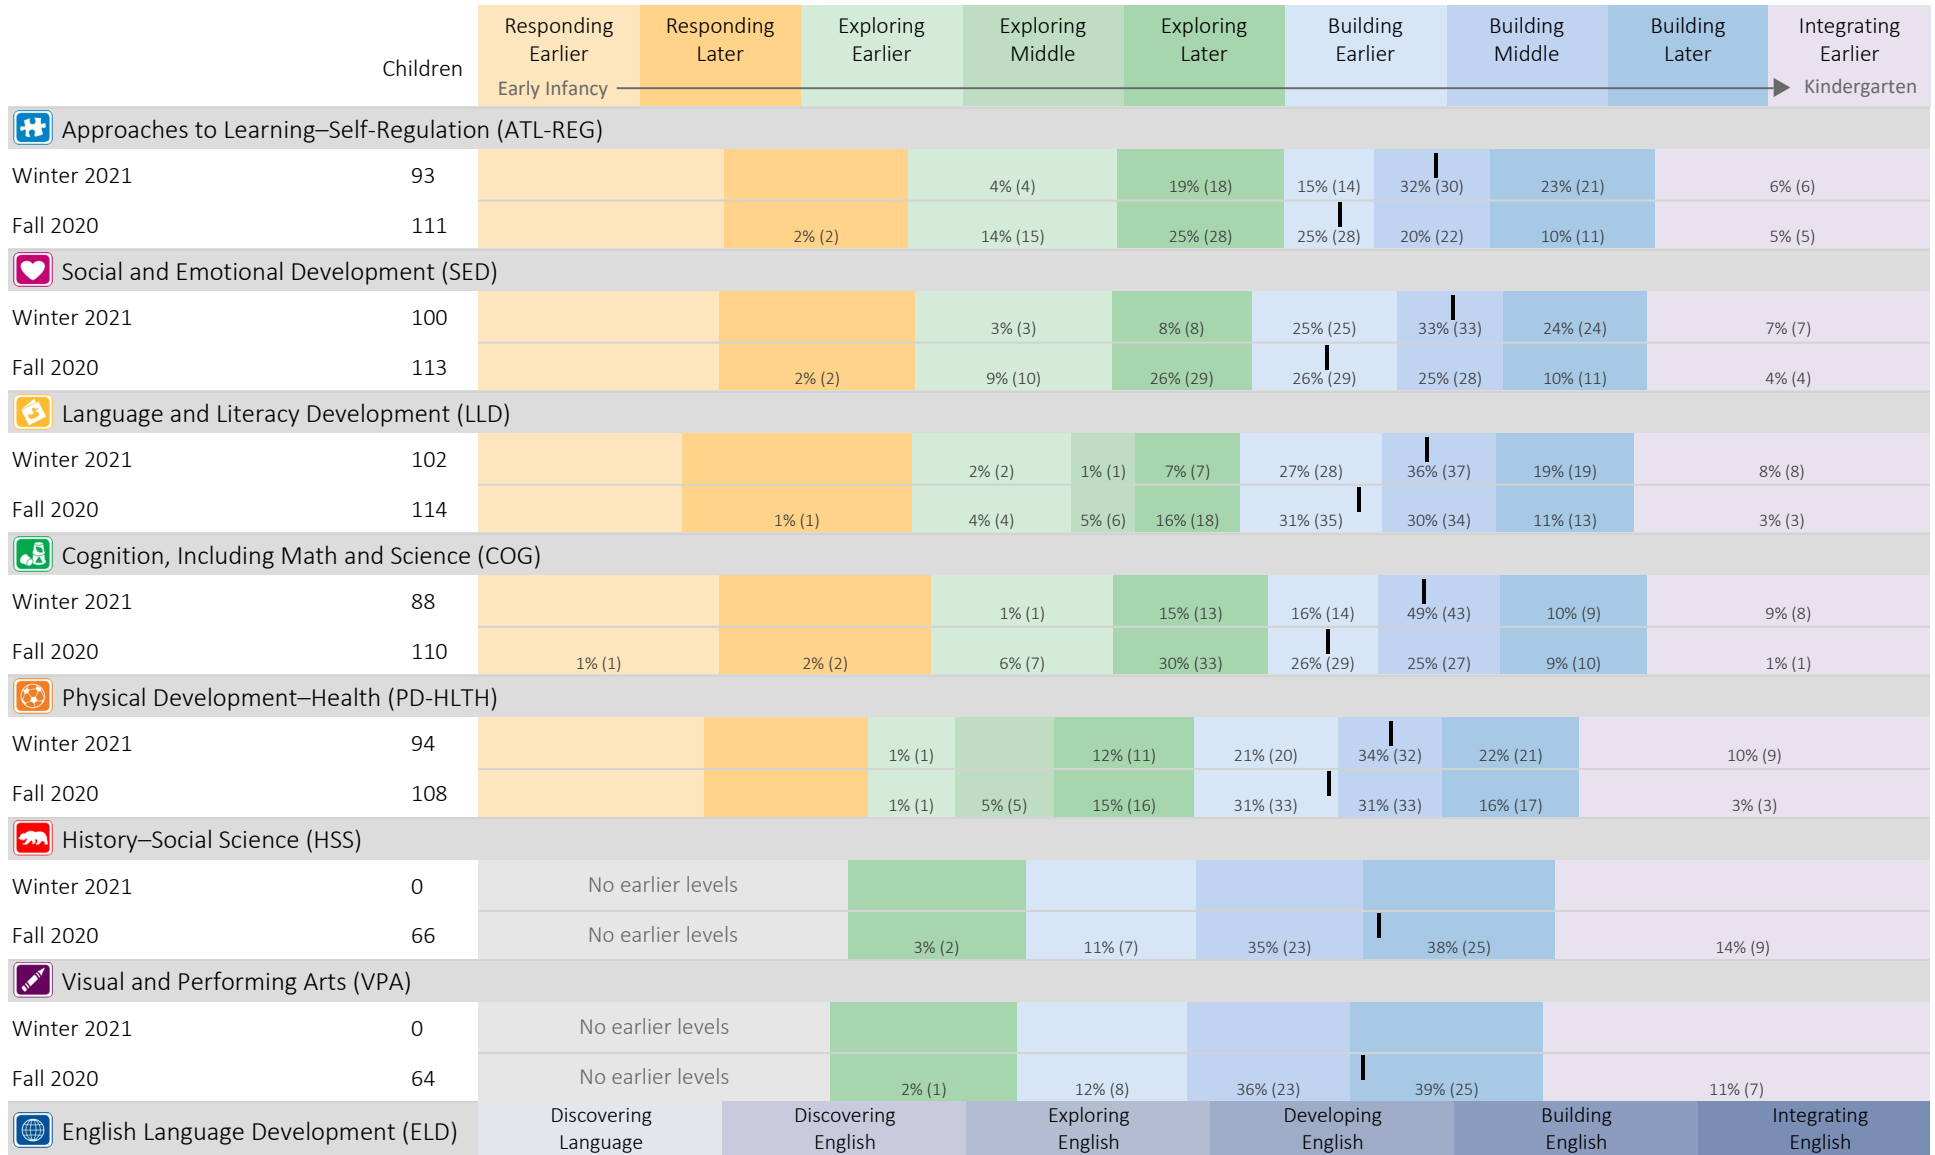 Responding Earlier Responding Later Exploring Earlier Exploring Middle Exploring Later Building Earlier Building Middle Building Later Integrating Earlier
Children
Early Infancy Kindergarten
Approaches to Learning–Self-Regulation (ATL-REG)
Winter 2021 93 4% (4) 19% (18) 15% (14) 32% (30) 23% (21) 6% (6)
Fall 2020 111 2% (2) 14% (15) 25% (28) 25% (28) 20% (22) 10% (11) 5% (5)
Social and Emotional Development (SED)
Winter 2021 100 3% (3) 8% (8) 25% (25) 33% (33) 24% (24) 7% (7)
Fall 2020 113 2% (2) 9% (10) 26% (29) 26% (29) 25% (28) 10% (11) 4% (4)
Language and Literacy Development (LLD)
Winter 2021 102 2% (2) 1% (1) 7% (7) 27% (28) 36% (37) 19% (19) 8% (8)
Fall 2020 114 1% (1) 4% (4) 5% (6) 16% (18) 31% (35) 30% (34) 11% (13) 3% (3)
Cognition, Including Math and Science (COG)
Winter 2021 88 1% (1) 15% (13) 16% (14) 49% (43) 10% (9) 9% (8)
Fall 2020 110 1% (1) 2% (2) 6% (7) 30% (33) 26% (29) 25% (27) 9% (10) 1% (1)
Physical Development–Health (PD-HLTH)
Winter 2021 94 1% (1) 12% (11) 21% (20) 34% (32) 22% (21) 10% (9)
Fall 2020 108 1% (1) 5% (5) 15% (16) 31% (33) 31% (33) 16% (17) 3% (3)
History–Social Science (HSS)
Winter 2021 0 No earlier levels
Fall 2020 66 No earlier levels 3% (2) 11% (7) 35% (23) 38% (25) 14% (9)
Visual and Performing Arts (VPA)
Winter 2021 0 No earlier levels
Fall 2020 64 No earlier levels 2% (1) 12% (8) 36% (23) 39% (25) 11% (7)
English Language Development (ELD) Discovering Language Discovering English Exploring English Developing English Building English Integrating English